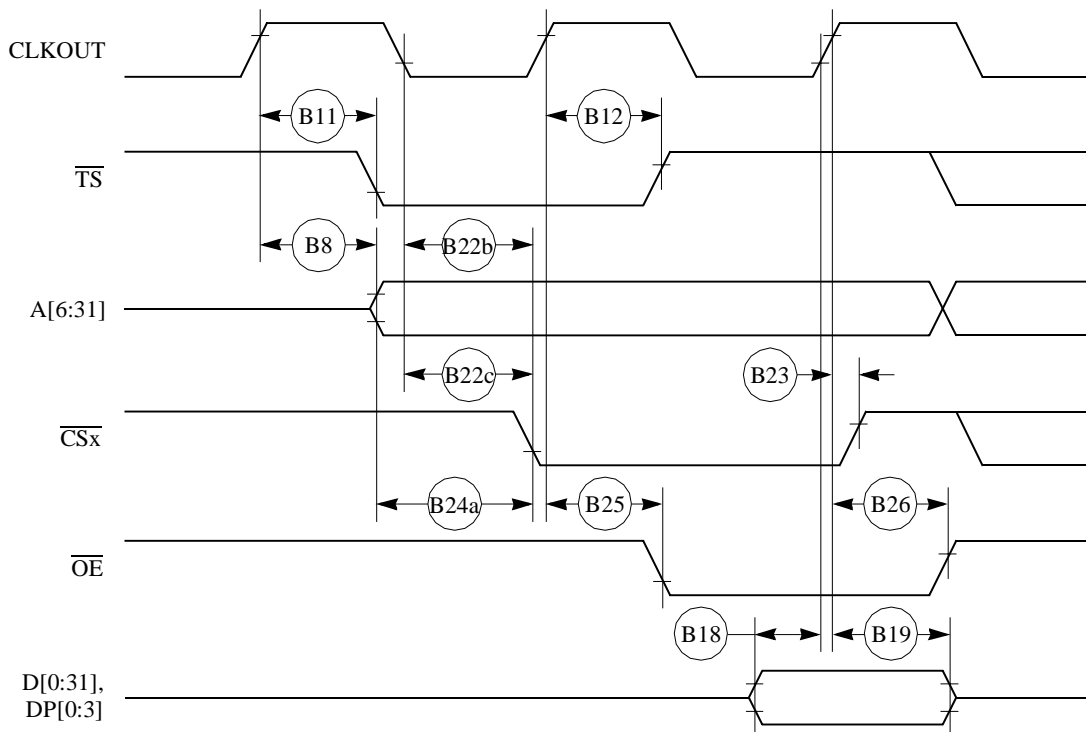 CLKOUT
B11
B12
TS
B8
B22b
A[6:31]
B22c
B23
CSx
B24a
B25
B26
OE
B18
B19
D[0:31],
DP[0:3]